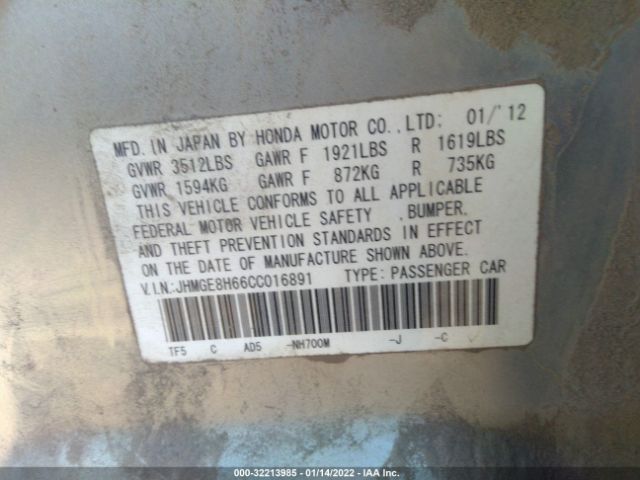 MFD. IN JAPAN BY HONDA MOTOR CO.,LTD: 01/'12
GVWR 3512LBS GAWR F 1921LBS R 1619LBS
GVWR 1594KG GAWR F 872KG R 735KG
THIS VEHICLE CONFORMS TO ALL APPLICABLE
FEDERAL MOTOR VEHICLE SAFETY ,BUMPER,
AND THEFT PREVENTION STANDARDS IN EFFECT
ON THE DATE OF MANUFACTURE SHOWN ABOVE.
V.I.N.:JHMGE8H66CC016891 TYPE: PASSENGER CAR
TF5 C AD5 -NH700M -J -C
000-32213985 - 01/14/2022 - IAA Inc.